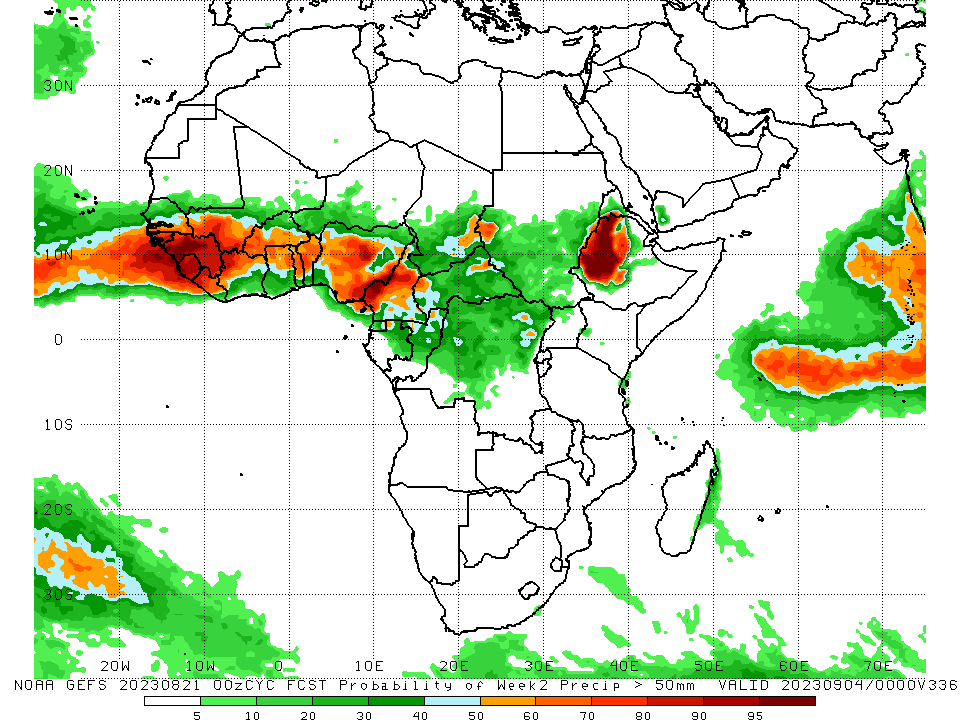 30N
20N
10N
0
10S
20S
30S
20W 10W 0 10E 20E 30E 40E 50E 60E 70E
NOAA GEFS 20230821 00zCYC FCST Probability of Week2 Precip > 50mm VALID 20230904/0000V336
5 10 20 30 40 50 60 70 80 90 95